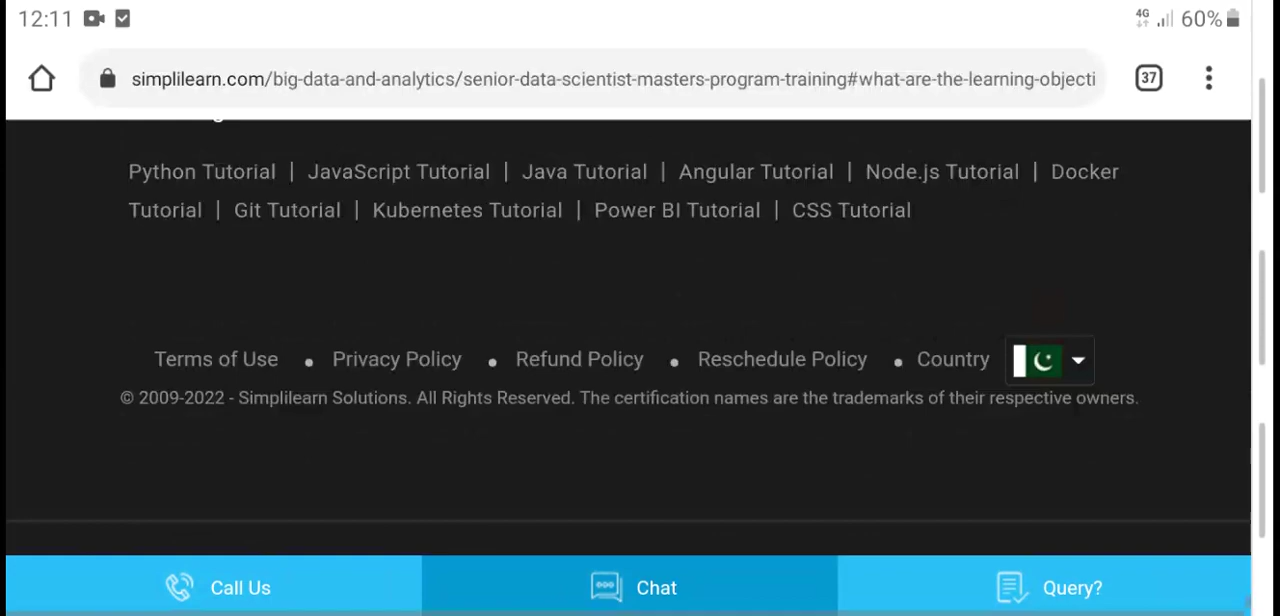 12:11 4G 60%
simplilearn.com/big-data-and-analytics/senior-data-scientist-masters-program-training#what-are-the-learning-objecti 37
Python Tutorial | JavaScript Tutorial | Java Tutorial | Angular Tutorial | Node.js Tutorial | Docker
Tutorial | Git Tutorial | Kubernetes Tutorial | Power BI Tutorial | CSS Tutorial
Terms of Use • Privacy Policy • Refund Policy • Reschedule Policy • Country
© 2009-2022 - Simplilearn Solutions. All Rights Reserved. The certification names are the trademarks of their respective owners.
Call Us Chat Query?